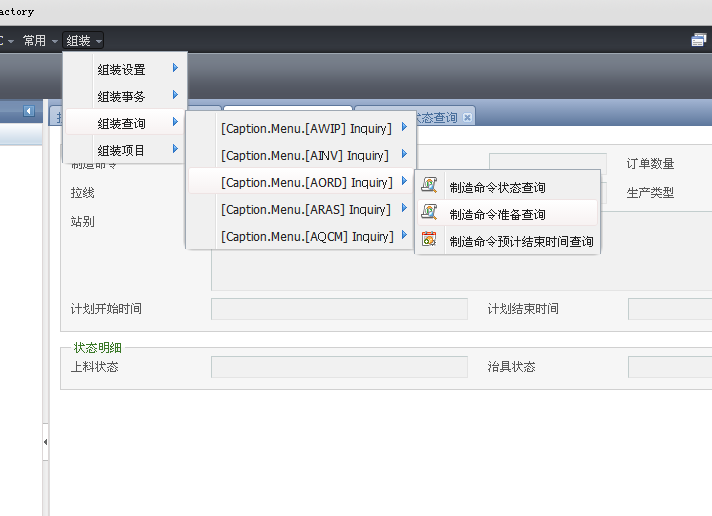 actory
常用
组装
组装设置
组装事务
组装查询
组装项目
状态查询
[Caption.Menu.[AWIP] Inquiry]
[Caption.Menu.[AINV] Inquiry]
[Caption.Menu.[AORD] Inquiry]
[Caption.Menu.[ARAS] Inquiry]
[Caption.Menu.[AQCM] Inquiry]
制造命令状态查询
制造命令准备查询
制造命令预计结束时间查询
制造命令
订单数量
拉线
生产类型
站别
计划开始时间
计划结束时间
状态明细
上料状态
治具状态